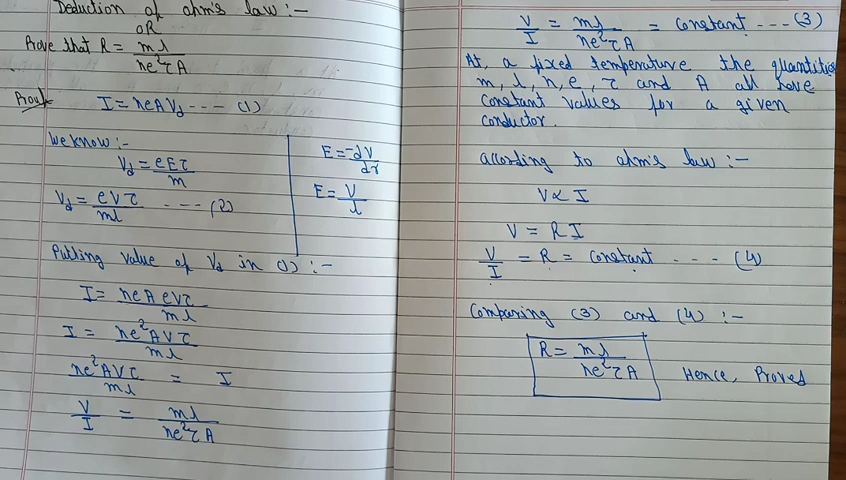 Deduction of ohm's law :-
OR
Prove that R = ml / ne²τA
Proof I = neAVd --- (1)
We know :-
Vd = eEτ / m
Vd = eVτ / ml --- (2)
E = -dV / dr
E = V / l
Putting value of Vd in (1) :-
I = neA eVτ / ml
I = ne²AVτ / ml
ne²AVτ / ml = I
V / I = ml / ne²τA
V / I = ml / ne²τA = constant --- (3)
At, a fixed temperature the quantities
m, l, n, e, τ and A all have
constant values for a given
conductor.
according to ohm's law :-
V ∝ I
V = RI
V / I = R = constant --- (4)
Comparing (3) and (4) :-
R = ml / ne²τA Hence, Proved